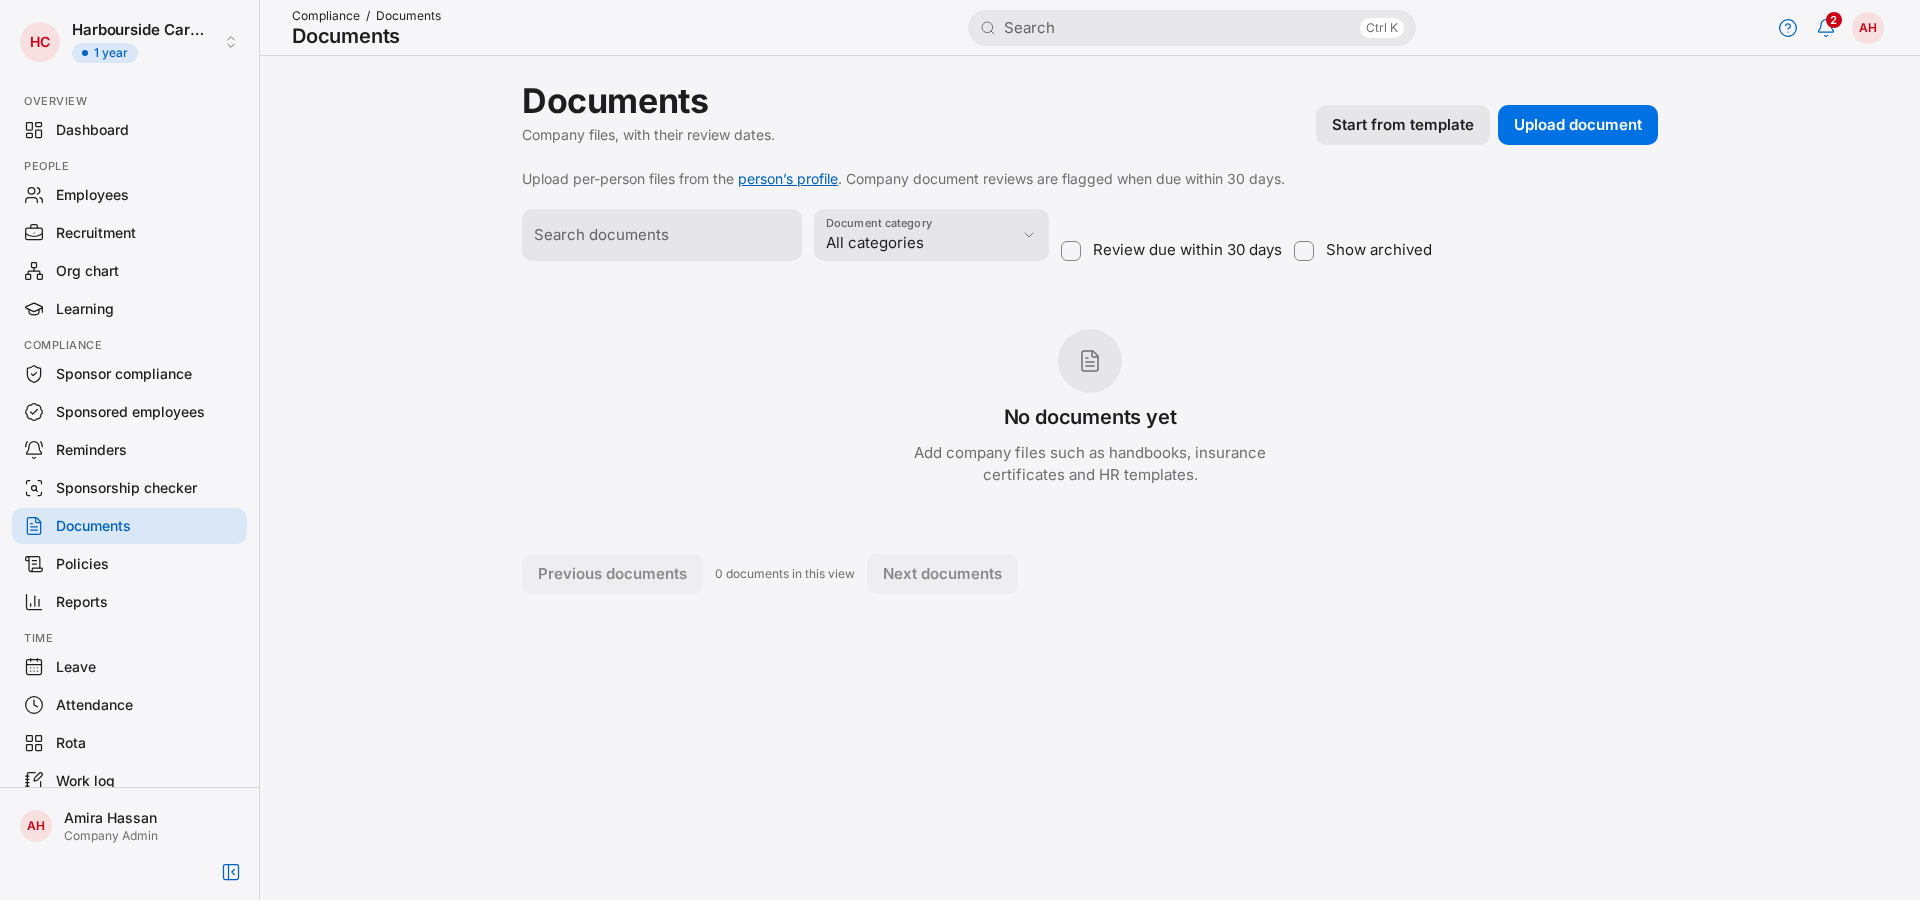 HC
Harbourside Car...
1 year
OVERVIEW
Dashboard
PEOPLE
Employees
Recruitment
Org chart
Learning
COMPLIANCE
Sponsor compliance
Sponsored employees
Reminders
Sponsorship checker
Documents
Policies
Reports
TIME
Leave
Attendance
Rota
Work log
AH
Amira Hassan
Company Admin
Compliance / Documents
Documents
Search
Ctrl K
2
AH
Documents
Company files, with their review dates.
Start from template
Upload document
Upload per-person files from the person’s profile. Company document reviews are flagged when due within 30 days.
Search documents
Document category
All categories
Review due within 30 days
Show archived
No documents yet
Add company files such as handbooks, insurance
certificates and HR templates.
Previous documents
0 documents in this view
Next documents